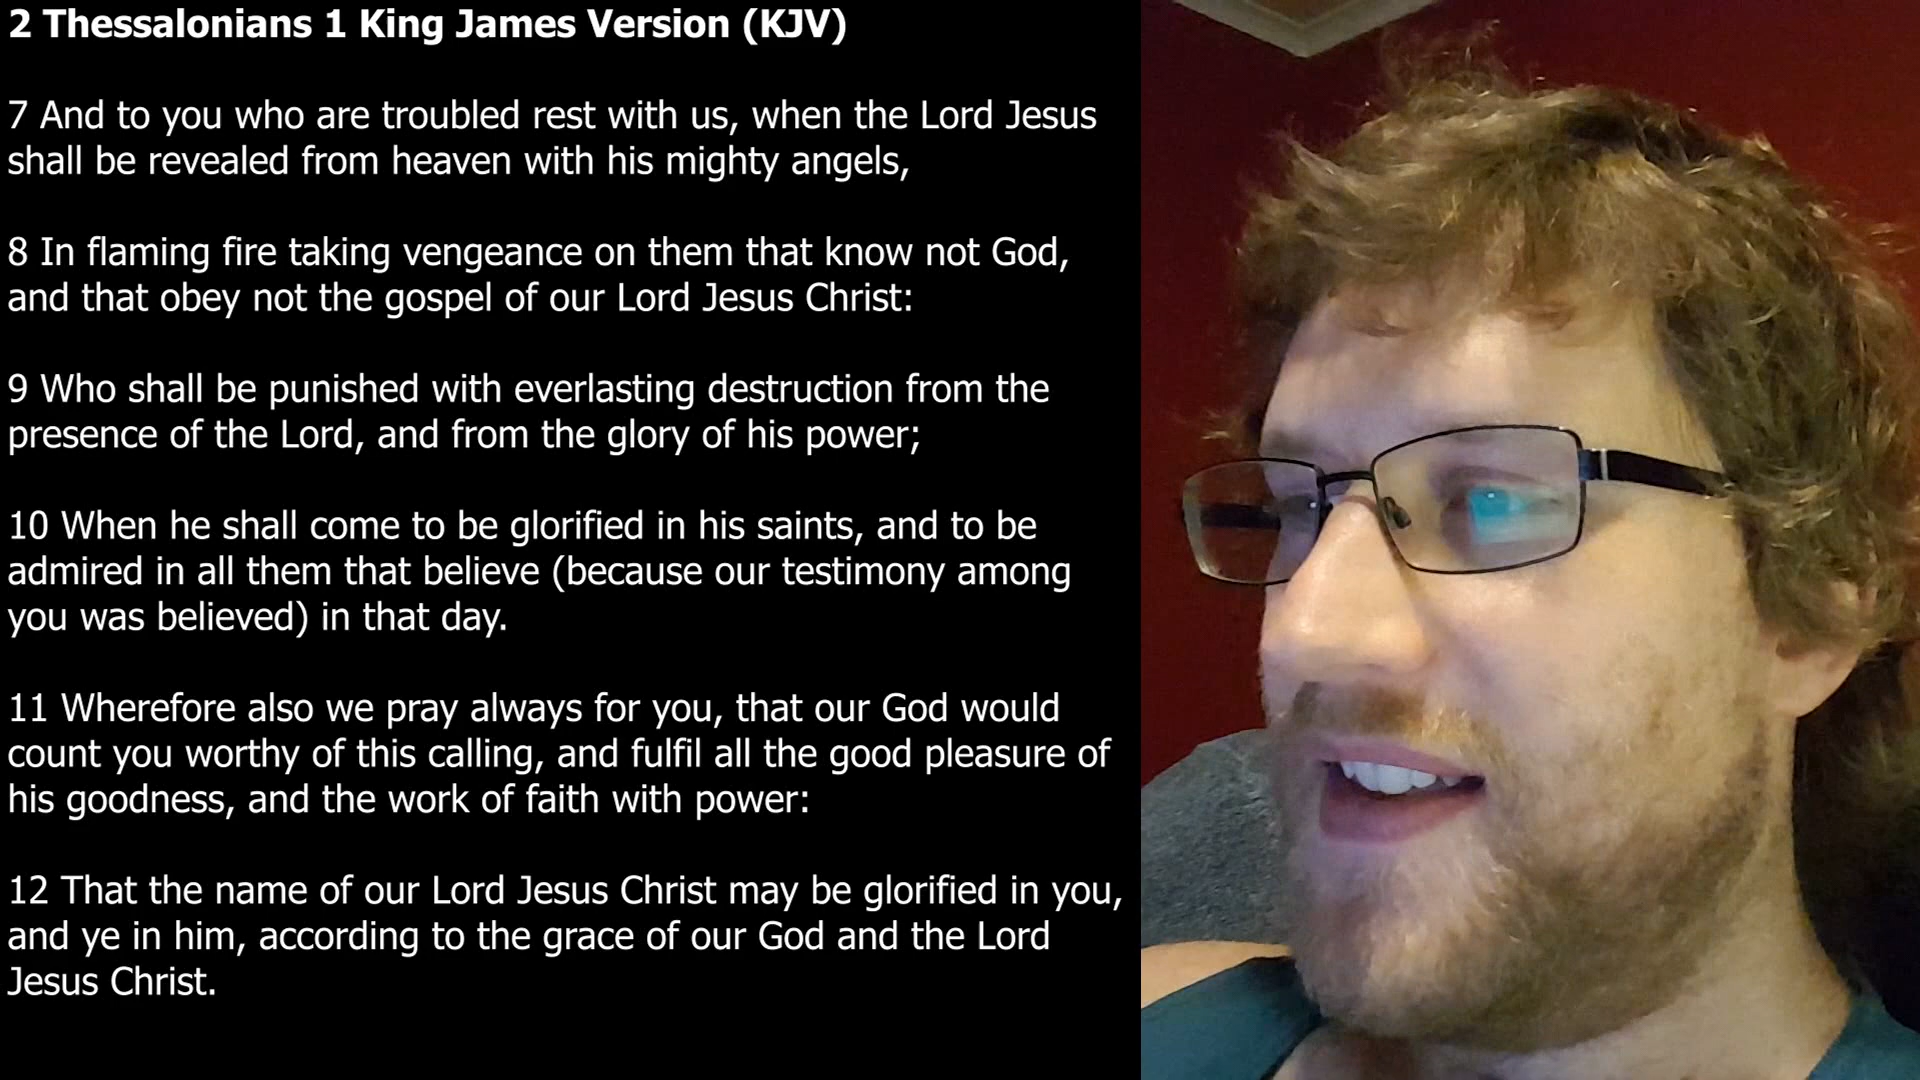 2 Thessalonians 1 King James Version (KJV)
7 And to you who are troubled rest with us, when the Lord Jesus
shall be revealed from heaven with his mighty angels,
8 In flaming fire taking vengeance on them that know not God,
and that obey not the gospel of our Lord Jesus Christ:
9 Who shall be punished with everlasting destruction from the
presence of the Lord, and from the glory of his power;
10 When he shall come to be glorified in his saints, and to be
admired in all them that believe (because our testimony among
you was believed) in that day.
11 Wherefore also we pray always for you, that our God would
count you worthy of this calling, and fulfil all the good pleasure of
his goodness, and the work of faith with power:
12 That the name of our Lord Jesus Christ may be glorified in you,
and ye in him, according to the grace of our God and the Lord
Jesus Christ.